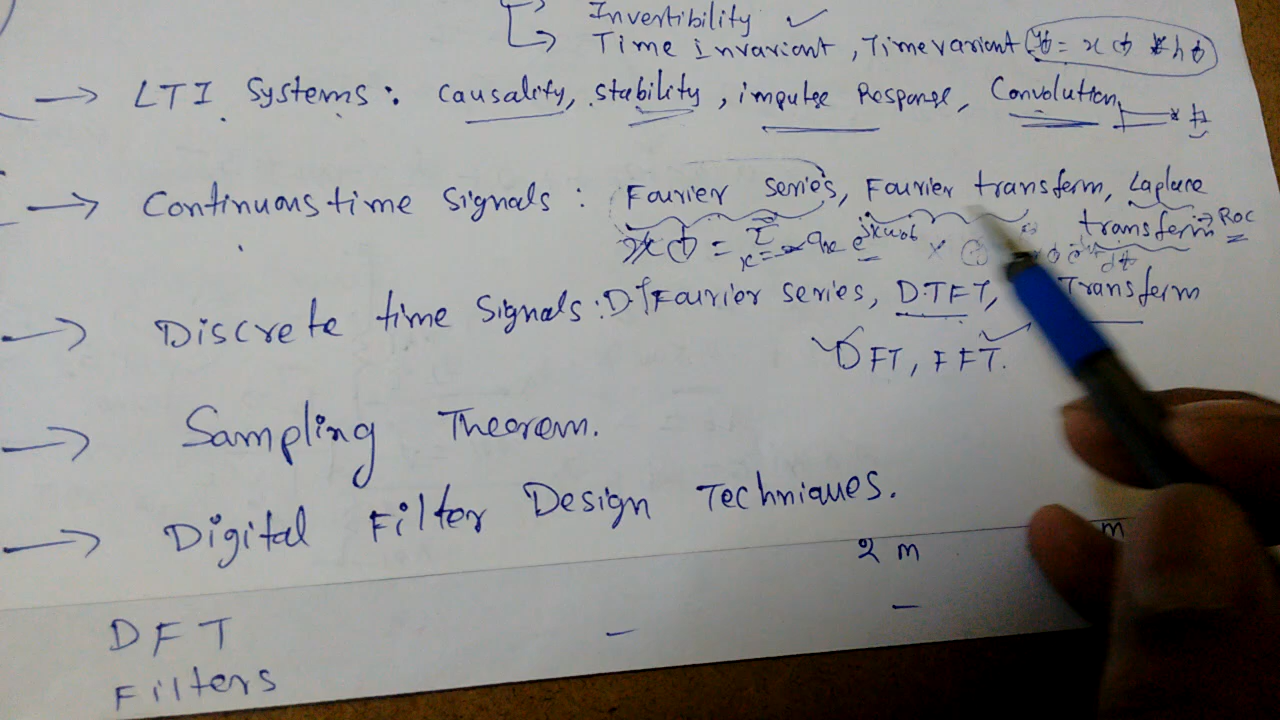 Invertibility
Time invariant, Time variant y(t) = x(t) * h(t)
LTI Systems: Causality, stability, impulse Response, Convolution
Continuous time Signals: Fourier series, Fourier transform, Laplace
transform → ROC
x(t) =
Discrete time Signals: DT Fourier series, DTFT, Transform
DFT, FFT.
Sampling Theorem.
Digital Filter Design Techniques.
2 m m
DFT - -
Filters